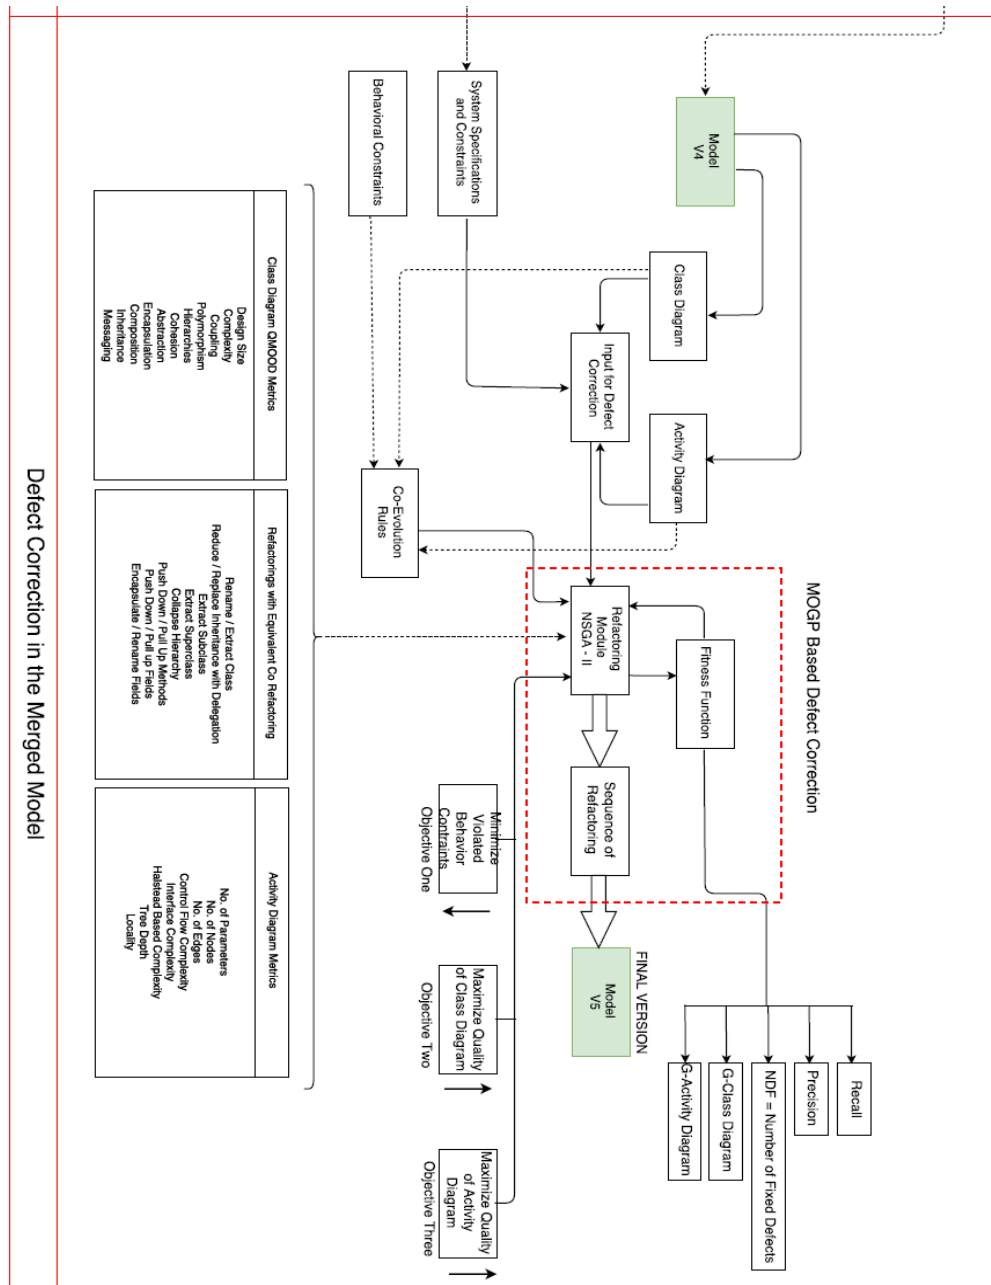 Model
V4
System Specifications
and Constraints
Behavioral Constraints
Class Diagram
Activity Diagram
Input for Defect
Correction
Co-Evolution
Rules
MOGP Based Defect Correction
Fitness Function
Refactoring
Module
NSGA - II
Sequence of
Refactoring
FINAL VERSION
Model
V5
Recall
Precision
NDF = Number of Fixed Defects
G-Class Diagram
G-Activity Diagram
Minimize
Violated
Behavior
Contraints
Objective One
Maximize Quality
of Class Diagram
Objective Two
Maximize Quality
of Activity
Diagram
Objective Three
Class Diagram QMOOD Metrics
Design Size
Complexity
Coupling
Polymorphism
Hierarchies
Cohesion
Abstraction
Encapsulation
Composition
Inheritance
Messaging
Refactorings with Equivalent Co Refactoring
Rename / Extract Class
Reduce / Replace Inheritance with Delegation
Extract Subclass
Extract Superclass
Collapse Hierarchy
Push Down / Pull Up Methods
Push Down / Pull up Fields
Encapsulate / Rename Fields
Activity Diagram Metrics
No. of Parameters
No. of Nodes
No. of Edges
Control Flow Complexity
Interface Complexity
Halstead Based Complexity
Tree Depth
Locality
Defect Correction in the Merged Model